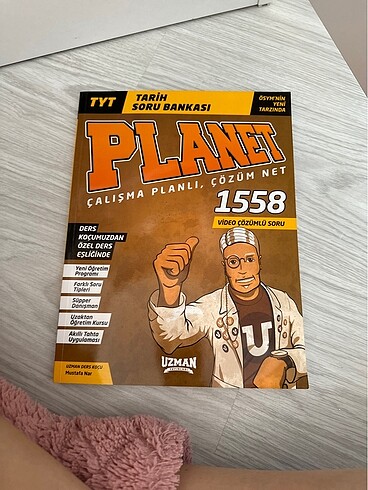 TYT
TARİH
SORU BANKASI
ÖSYM'NİN
YENİ
TARZINDA
PLANET
ÇALIŞMA PLANLI, ÇÖZÜM NET
1558
VİDEO ÇÖZÜMLÜ SORU
DERS
KOÇUMUZDAN
ÖZEL DERS
EŞLİĞİNDE
Yeni Öğretim
Programı
Farklı Soru
Tipleri
Süpper
Danışman
Uzaktan
Öğretim Kursu
Akıllı Tahta
Uygulaması
UZMAN DERS KOÇU
Mustafa Nar
U
UZMAN
YAYINLARI